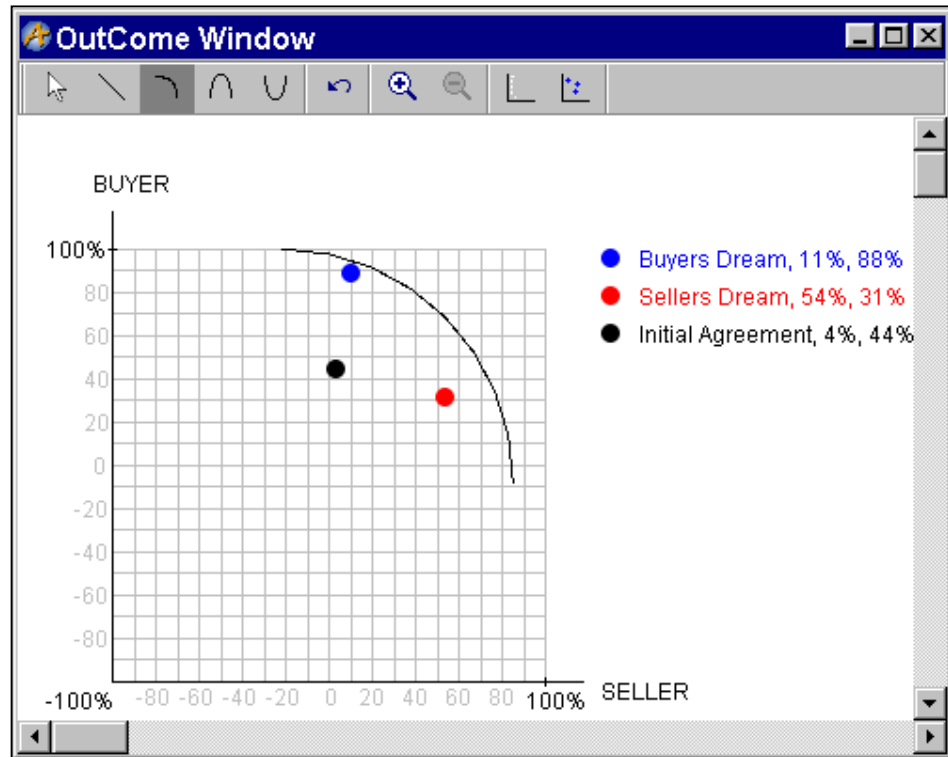 OutCome Window
BUYER
100%
80
60
40
20
0
-20
-40
-60
-80
-100%
-80 -60 -40 -20 0 20 40 60 80 100%
SELLER
Buyers Dream, 11%, 88%
Sellers Dream, 54%, 31%
Initial Agreement, 4%, 44%